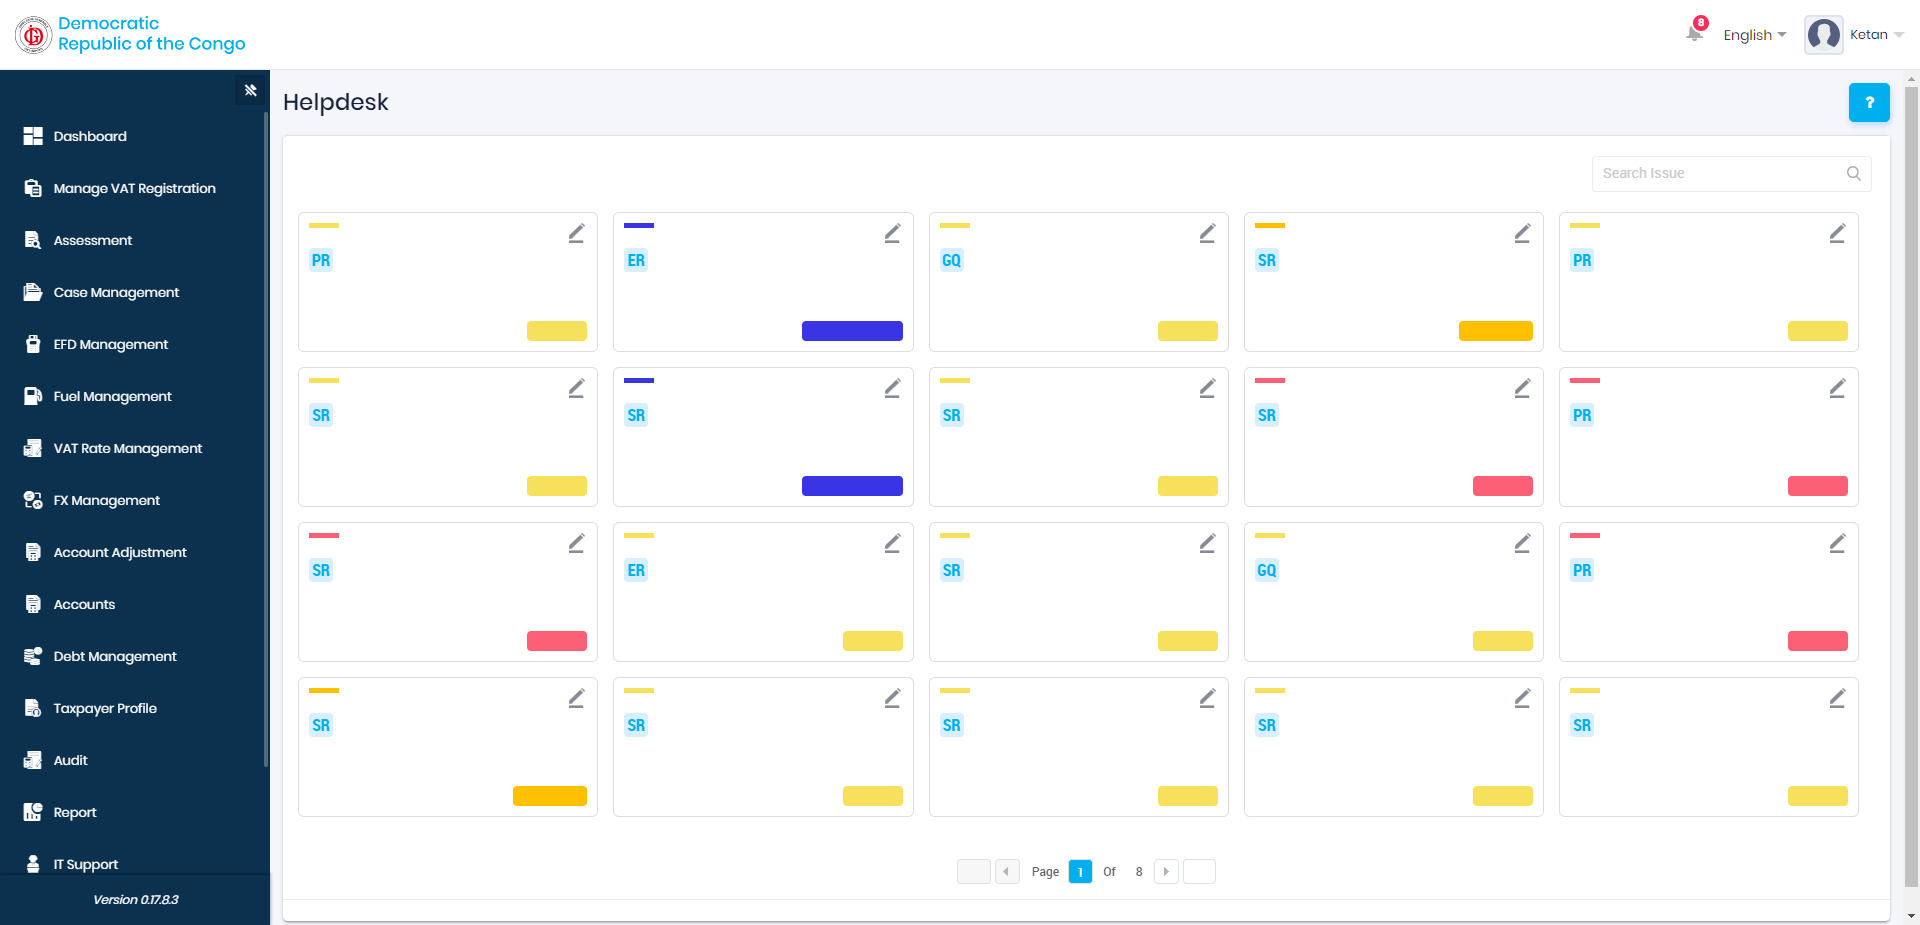 Democratic
Republic of the Congo
8
English
Ketan
Helpdesk
?
Dashboard
Manage VAT Registration
Assessment
Case Management
EFD Management
Fuel Management
VAT Rate Management
FX Management
Account Adjustment
Accounts
Debt Management
Taxpayer Profile
Audit
Report
IT Support
Version 0.17.8.3
Search Issue
PR ER GQ SR PR
SR SR SR SR PR
SR ER SR GQ PR
SR SR SR SR SR
Page 1 Of 8